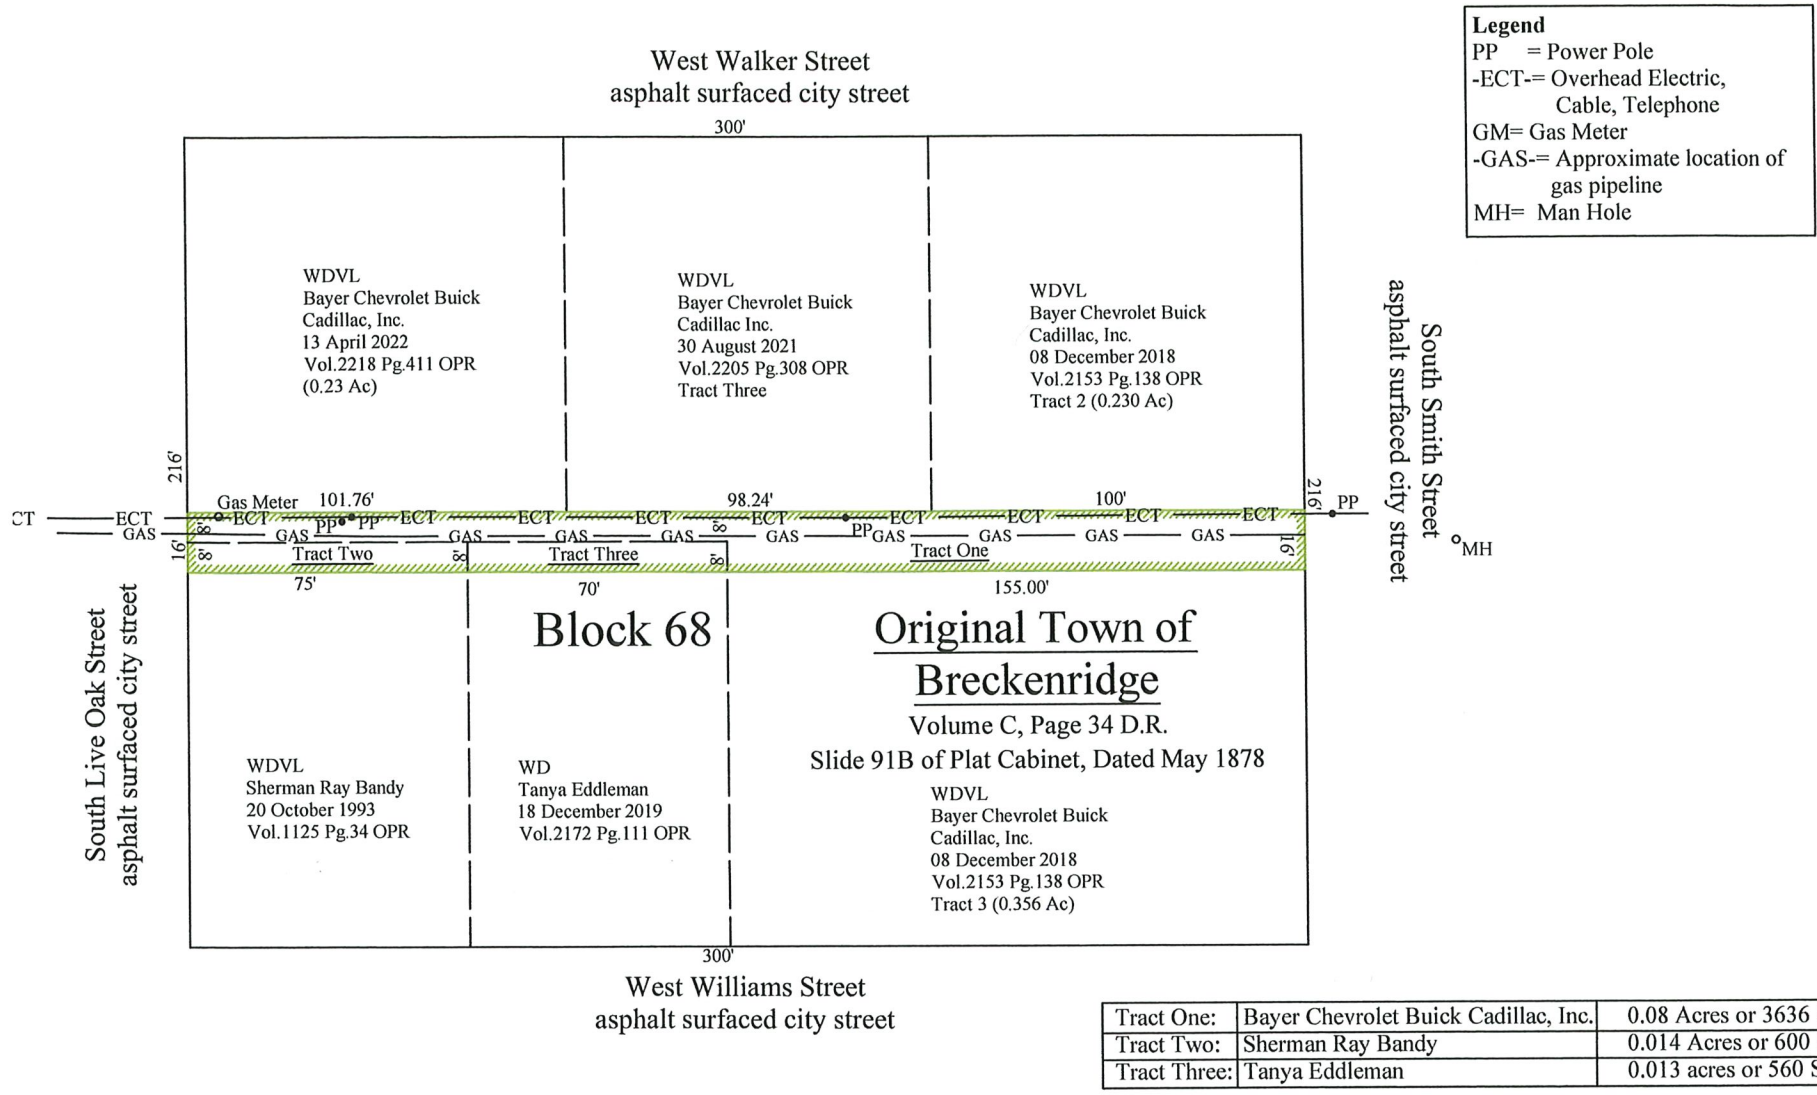 Legend
PP = Power Pole
-ECT-= Overhead Electric,
Cable, Telephone
GM= Gas Meter
-GAS-= Approximate location of
gas pipeline
MH= Man Hole
West Walker Street
asphalt surfaced city street
300'
WDVL
Bayer Chevrolet Buick
Cadillac, Inc.
13 April 2022
Vol.2218 Pg.411 OPR
(0.23 Ac)
WDVL
Bayer Chevrolet Buick
Cadillac Inc.
30 August 2021
Vol.2205 Pg.308 OPR
Tract Three
WDVL
Bayer Chevrolet Buick
Cadillac, Inc.
08 December 2018
Vol.2153 Pg.138 OPR
Tract 2 (0.230 Ac)
South Smith Street
asphalt surfaced city street
216'
216'
Gas Meter 101.76' 98.24' 100' PP
CT ECT ECT PP PP ECT ECT ECT ECT PP ECT ECT ECT ECT
GAS GAS GAS GAS GAS GAS GAS GAS GAS GAS
8' 8'
16' 8' Tract Two 8' Tract Three 8' Tract One 16'
MH
75' 70' 155.00'
South Live Oak Street
asphalt surfaced city street
Block 68
Original Town of
Breckenridge
Volume C, Page 34 D.R.
Slide 91B of Plat Cabinet, Dated May 1878
WDVL
Sherman Ray Bandy
20 October 1993
Vol.1125 Pg.34 OPR
WD
Tanya Eddleman
18 December 2019
Vol.2172 Pg.111 OPR
WDVL
Bayer Chevrolet Buick
Cadillac, Inc.
08 December 2018
Vol.2153 Pg.138 OPR
Tract 3 (0.356 Ac)
300'
West Williams Street
asphalt surfaced city street
Tract One: Bayer Chevrolet Buick Cadillac, Inc. 0.08 Acres or 3636
Tract Two: Sherman Ray Bandy 0.014 Acres or 600
Tract Three: Tanya Eddleman 0.013 acres or 560 S